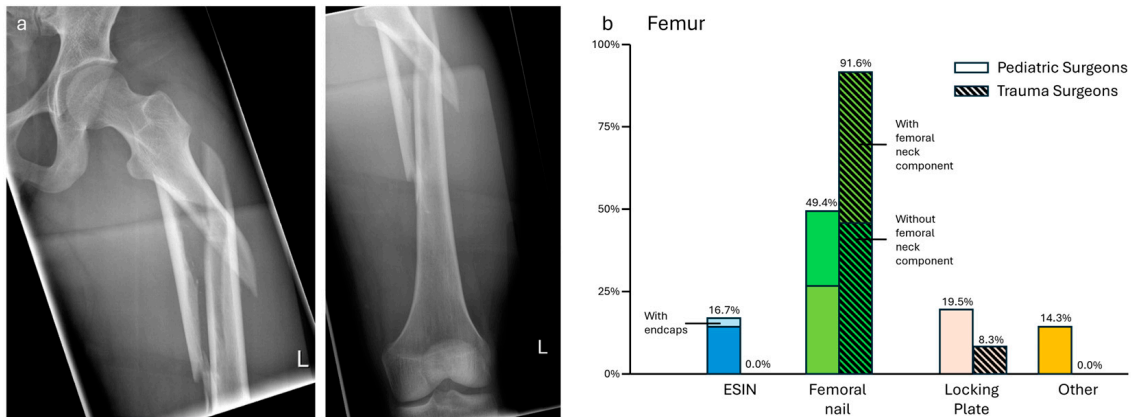 a
L
L
b Femur
100%
75%
50%
25%
0%
Pediatric Surgeons
Trauma Surgeons
91.6%
With
femoral
neck
component
49.4%
Without
femoral
neck
component
With
endcaps
16.7%
0.0%
19.5%
8.3%
14.3%
0.0%
ESIN
Femoral
nail
Locking
Plate
Other